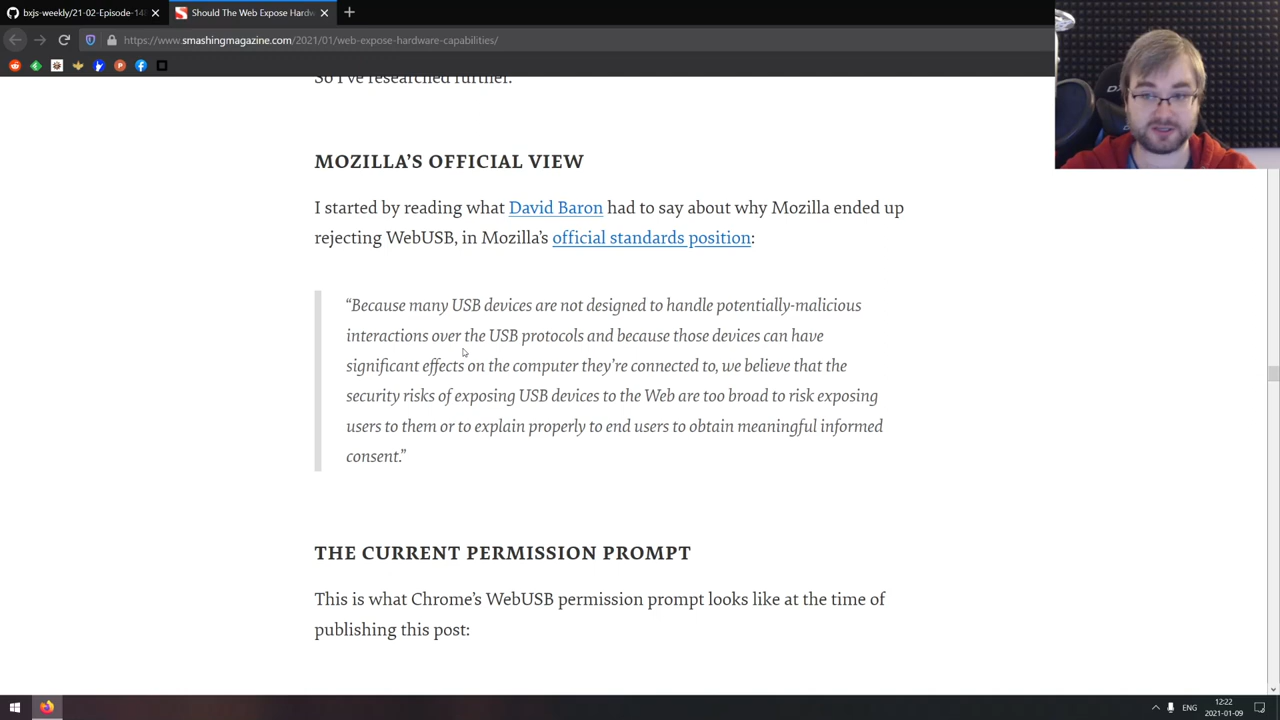 bxjs-weekly/21-02-Episode-148
Should The Web Expose Hardw
https://www.smashingmagazine.com/2021/01/web-expose-hardware-capabilities/
So I've researched further.
MOZILLA'S OFFICIAL VIEW
I started by reading what David Baron had to say about why Mozilla ended up
rejecting WebUSB, in Mozilla's official standards position:
“Because many USB devices are not designed to handle potentially-malicious
interactions over the USB protocols and because those devices can have
significant effects on the computer they're connected to, we believe that the
security risks of exposing USB devices to the Web are too broad to risk exposing
users to them or to explain properly to end users to obtain meaningful informed
consent.”
THE CURRENT PERMISSION PROMPT
This is what Chrome's WebUSB permission prompt looks like at the time of
publishing this post:
ENG
12:22
2021-01-09